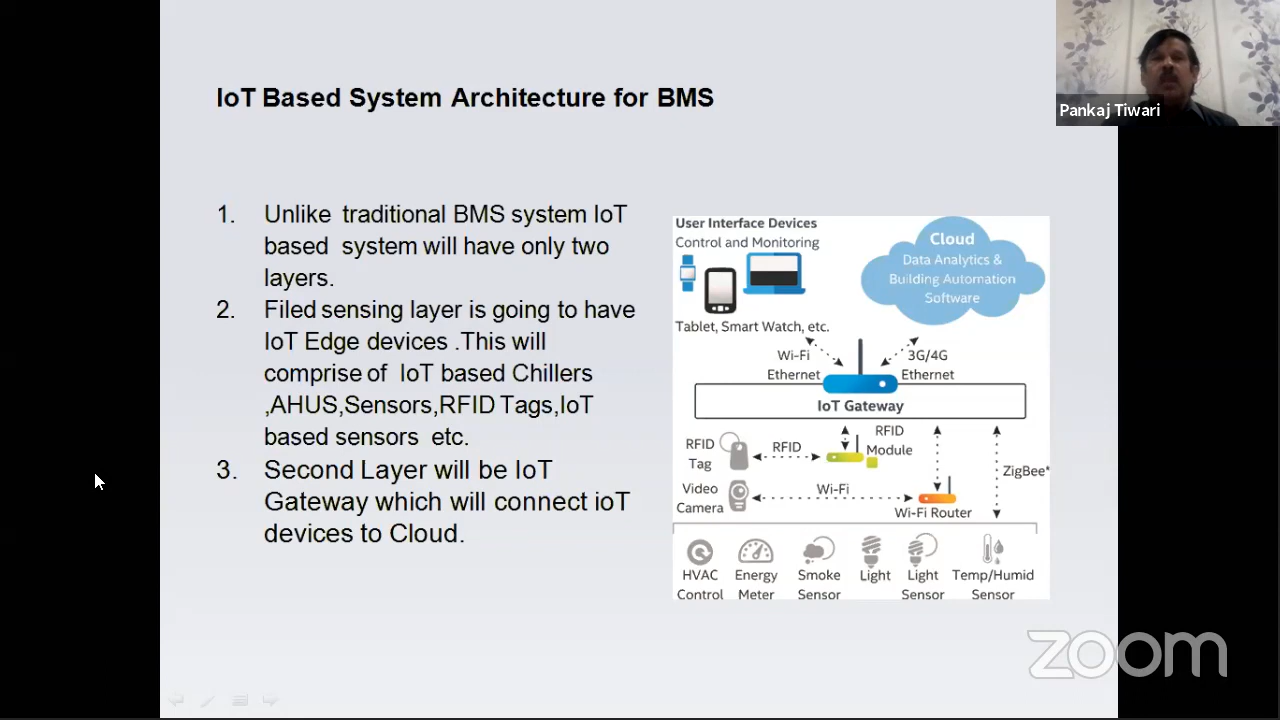 IoT Based System Architecture for BMS
Pankaj Tiwari
1. Unlike traditional BMS system IoT
based system will have only two
layers.
2. Filed sensing layer is going to have
IoT Edge devices .This will
comprise of IoT based Chillers
,AHUS,Sensors,RFID Tags,IoT
based sensors etc.
3. Second Layer will be IoT
Gateway which will connect ioT
devices to Cloud.
User Interface Devices
Control and Monitoring
Tablet, Smart Watch, etc.
Cloud
Data Analytics &
Building Automation
Software
Wi-Fi
Ethernet
3G/4G
Ethernet
IoT Gateway
RFID
Tag
RFID
RFID
Module
ZigBee*
Video
Camera
Wi-Fi
Wi-Fi Router
HVAC
Control
Energy
Meter
Smoke
Sensor
Light
Light
Sensor
Temp/Humid
Sensor
zoom